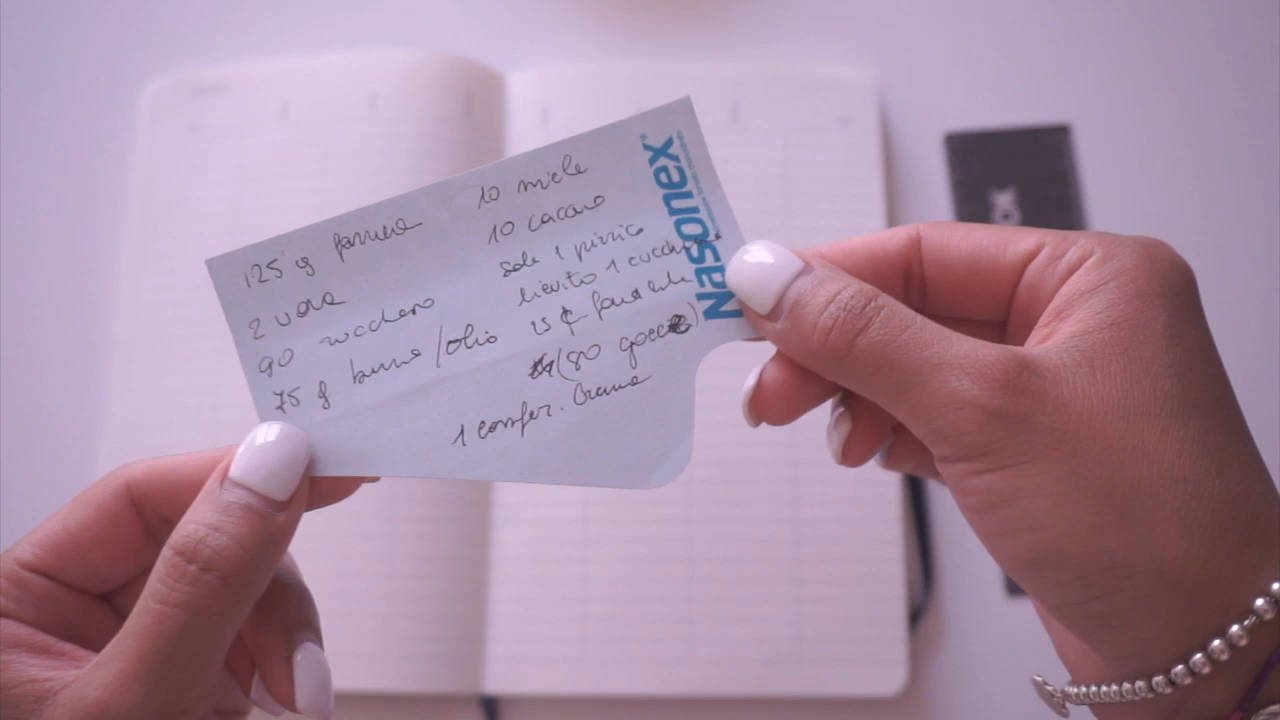 125 g farina
2 uova
90 zucchero
75 g burro/olio
10 miele
10 cacao
sale 1 pizzico
lievito 1 cucchiaino
15 g fondente
(80 gocce)
1 confez. Crema
Nasonex®